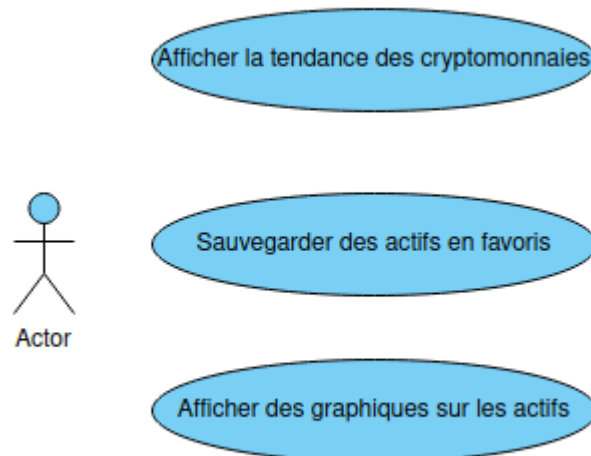 Afficher la tendance des cryptomonnaies
Sauvegarder des actifs en favoris
Actor
Afficher des graphiques sur les actifs